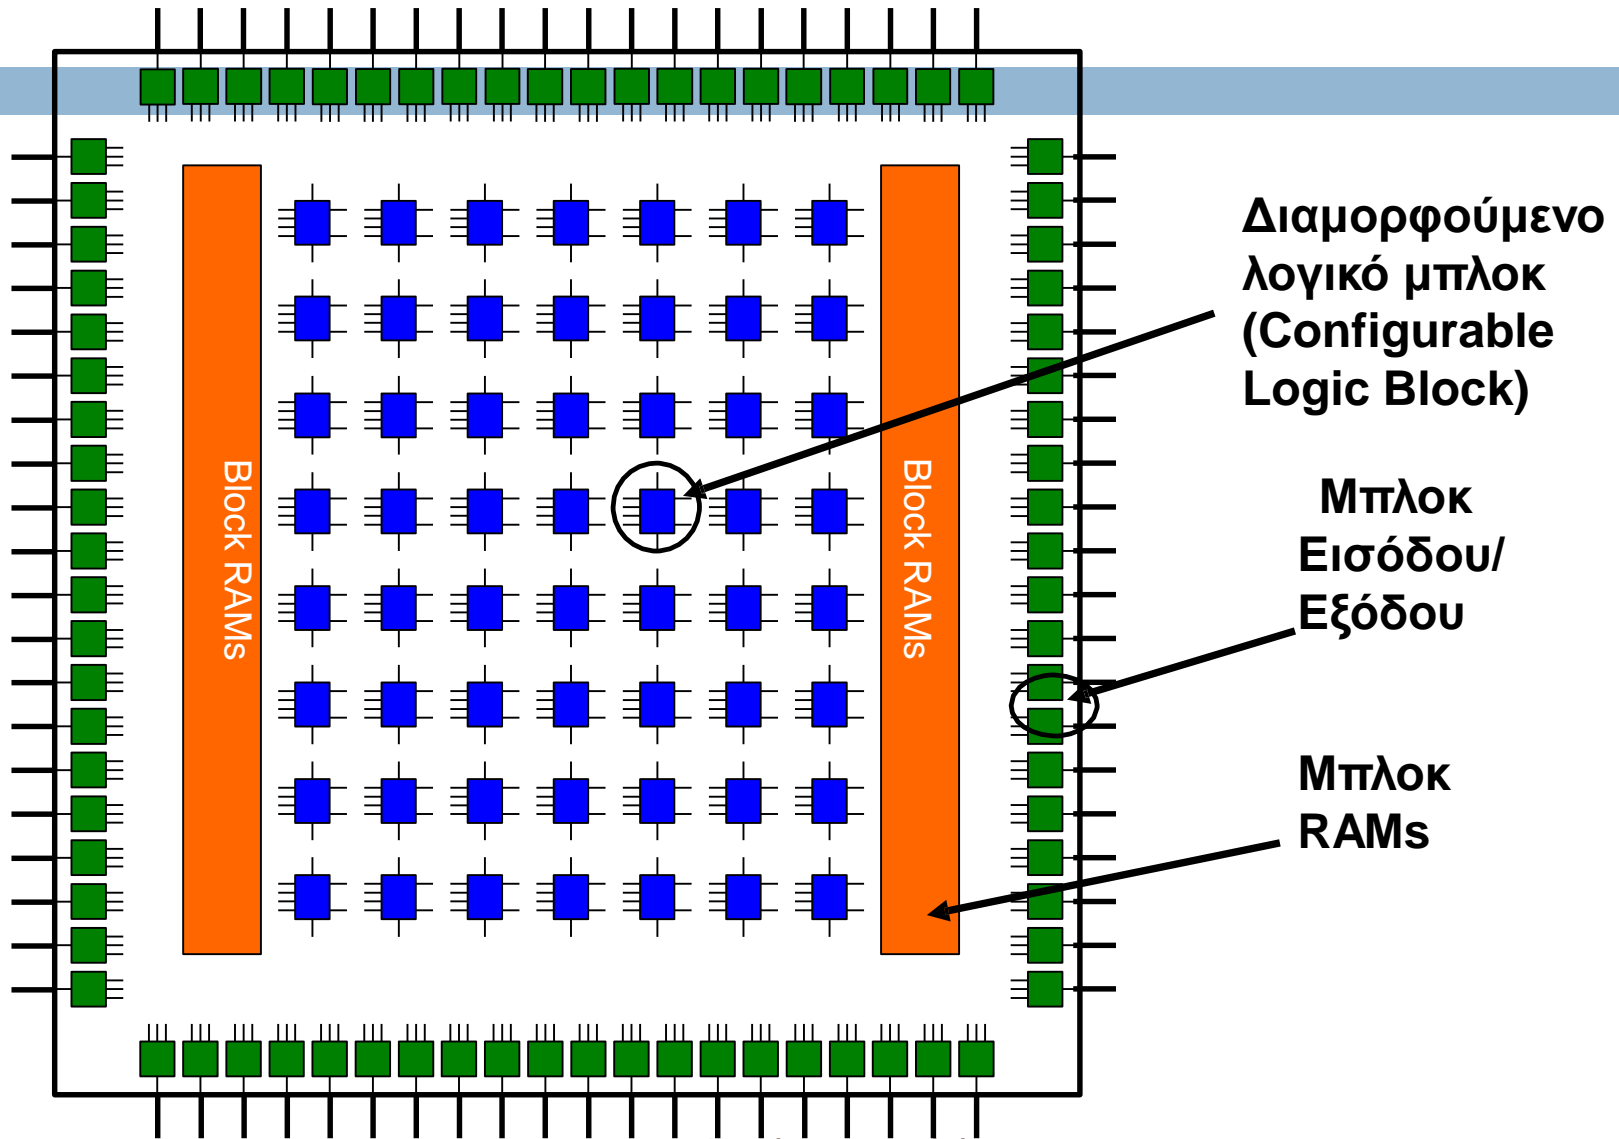 Διαμορφούμενο
λογικό μπλοκ
(Configurable
Logic Block)
Μπλοκ
Εισόδου/
Εξόδου
Μπλοκ
RAMs
Block RAMs
Block RAMs